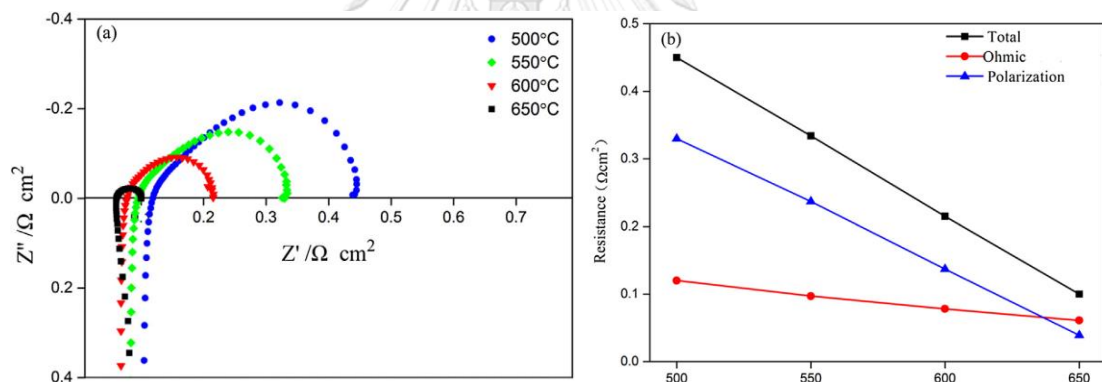 (a)
500°C
550°C
600°C
650°C
-0.4
-0.2
0.0
0.2
0.4
0.2
0.3
0.4
0.5
0.6
0.7
Z'' /Ω cm²
Z' /Ω cm²
(b)
Total
Ohmic
Polarization
0.5
0.4
0.3
0.2
0.1
0.0
500
550
600
650
Resistance (Ωcm²)